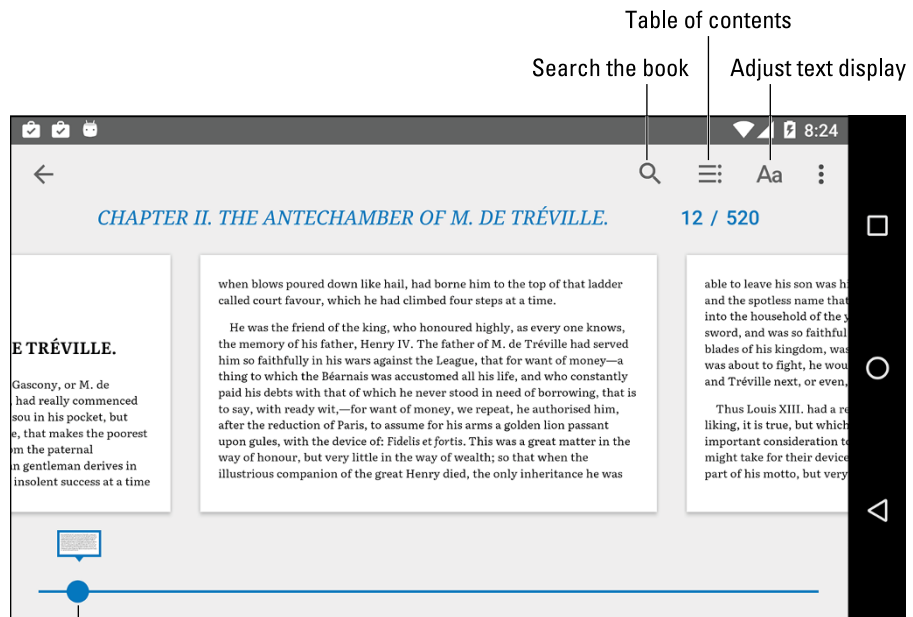 Table of contents
Search the book
Adjust text display
8:24
Aa
CHAPTER II. THE ANTECHAMBER OF M. DE TRÉVILLE.
12 / 520
E TRÉVILLE.
Gascony, or M. de
had really commenced
sou in his pocket, but
e, that makes the poorest
om the paternal
n gentleman derives in
insolent success at a time
when blows poured down like hail, had borne him to the top of that ladder
called court favour, which he had climbed four steps at a time.
He was the friend of the king, who honoured highly, as every one knows,
the memory of his father, Henry IV. The father of M. de Tréville had served
him so faithfully in his wars against the League, that for want of money—a
thing to which the Béarnais was accustomed all his life, and who constantly
paid his debts with that of which he never stood in need of borrowing, that is
to say, with ready wit,—for want of money, we repeat, he authorised him,
after the reduction of Paris, to assume for his arms a golden lion passant
upon gules, with the device of: Fidelis et fortis. This was a great matter in the
way of honour, but very little in the way of wealth; so that when the
illustrious companion of the great Henry died, the only inheritance he was
able to leave his son was h
and the spotless name that
into the household of the y
sword, and was so faithful
blades of his kingdom, was
was about to fight, he wou
and Tréville next, or even,
Thus Louis XIII. had a re
liking, it is true, but which
important consideration to
might take for their device
part of his motto, but very